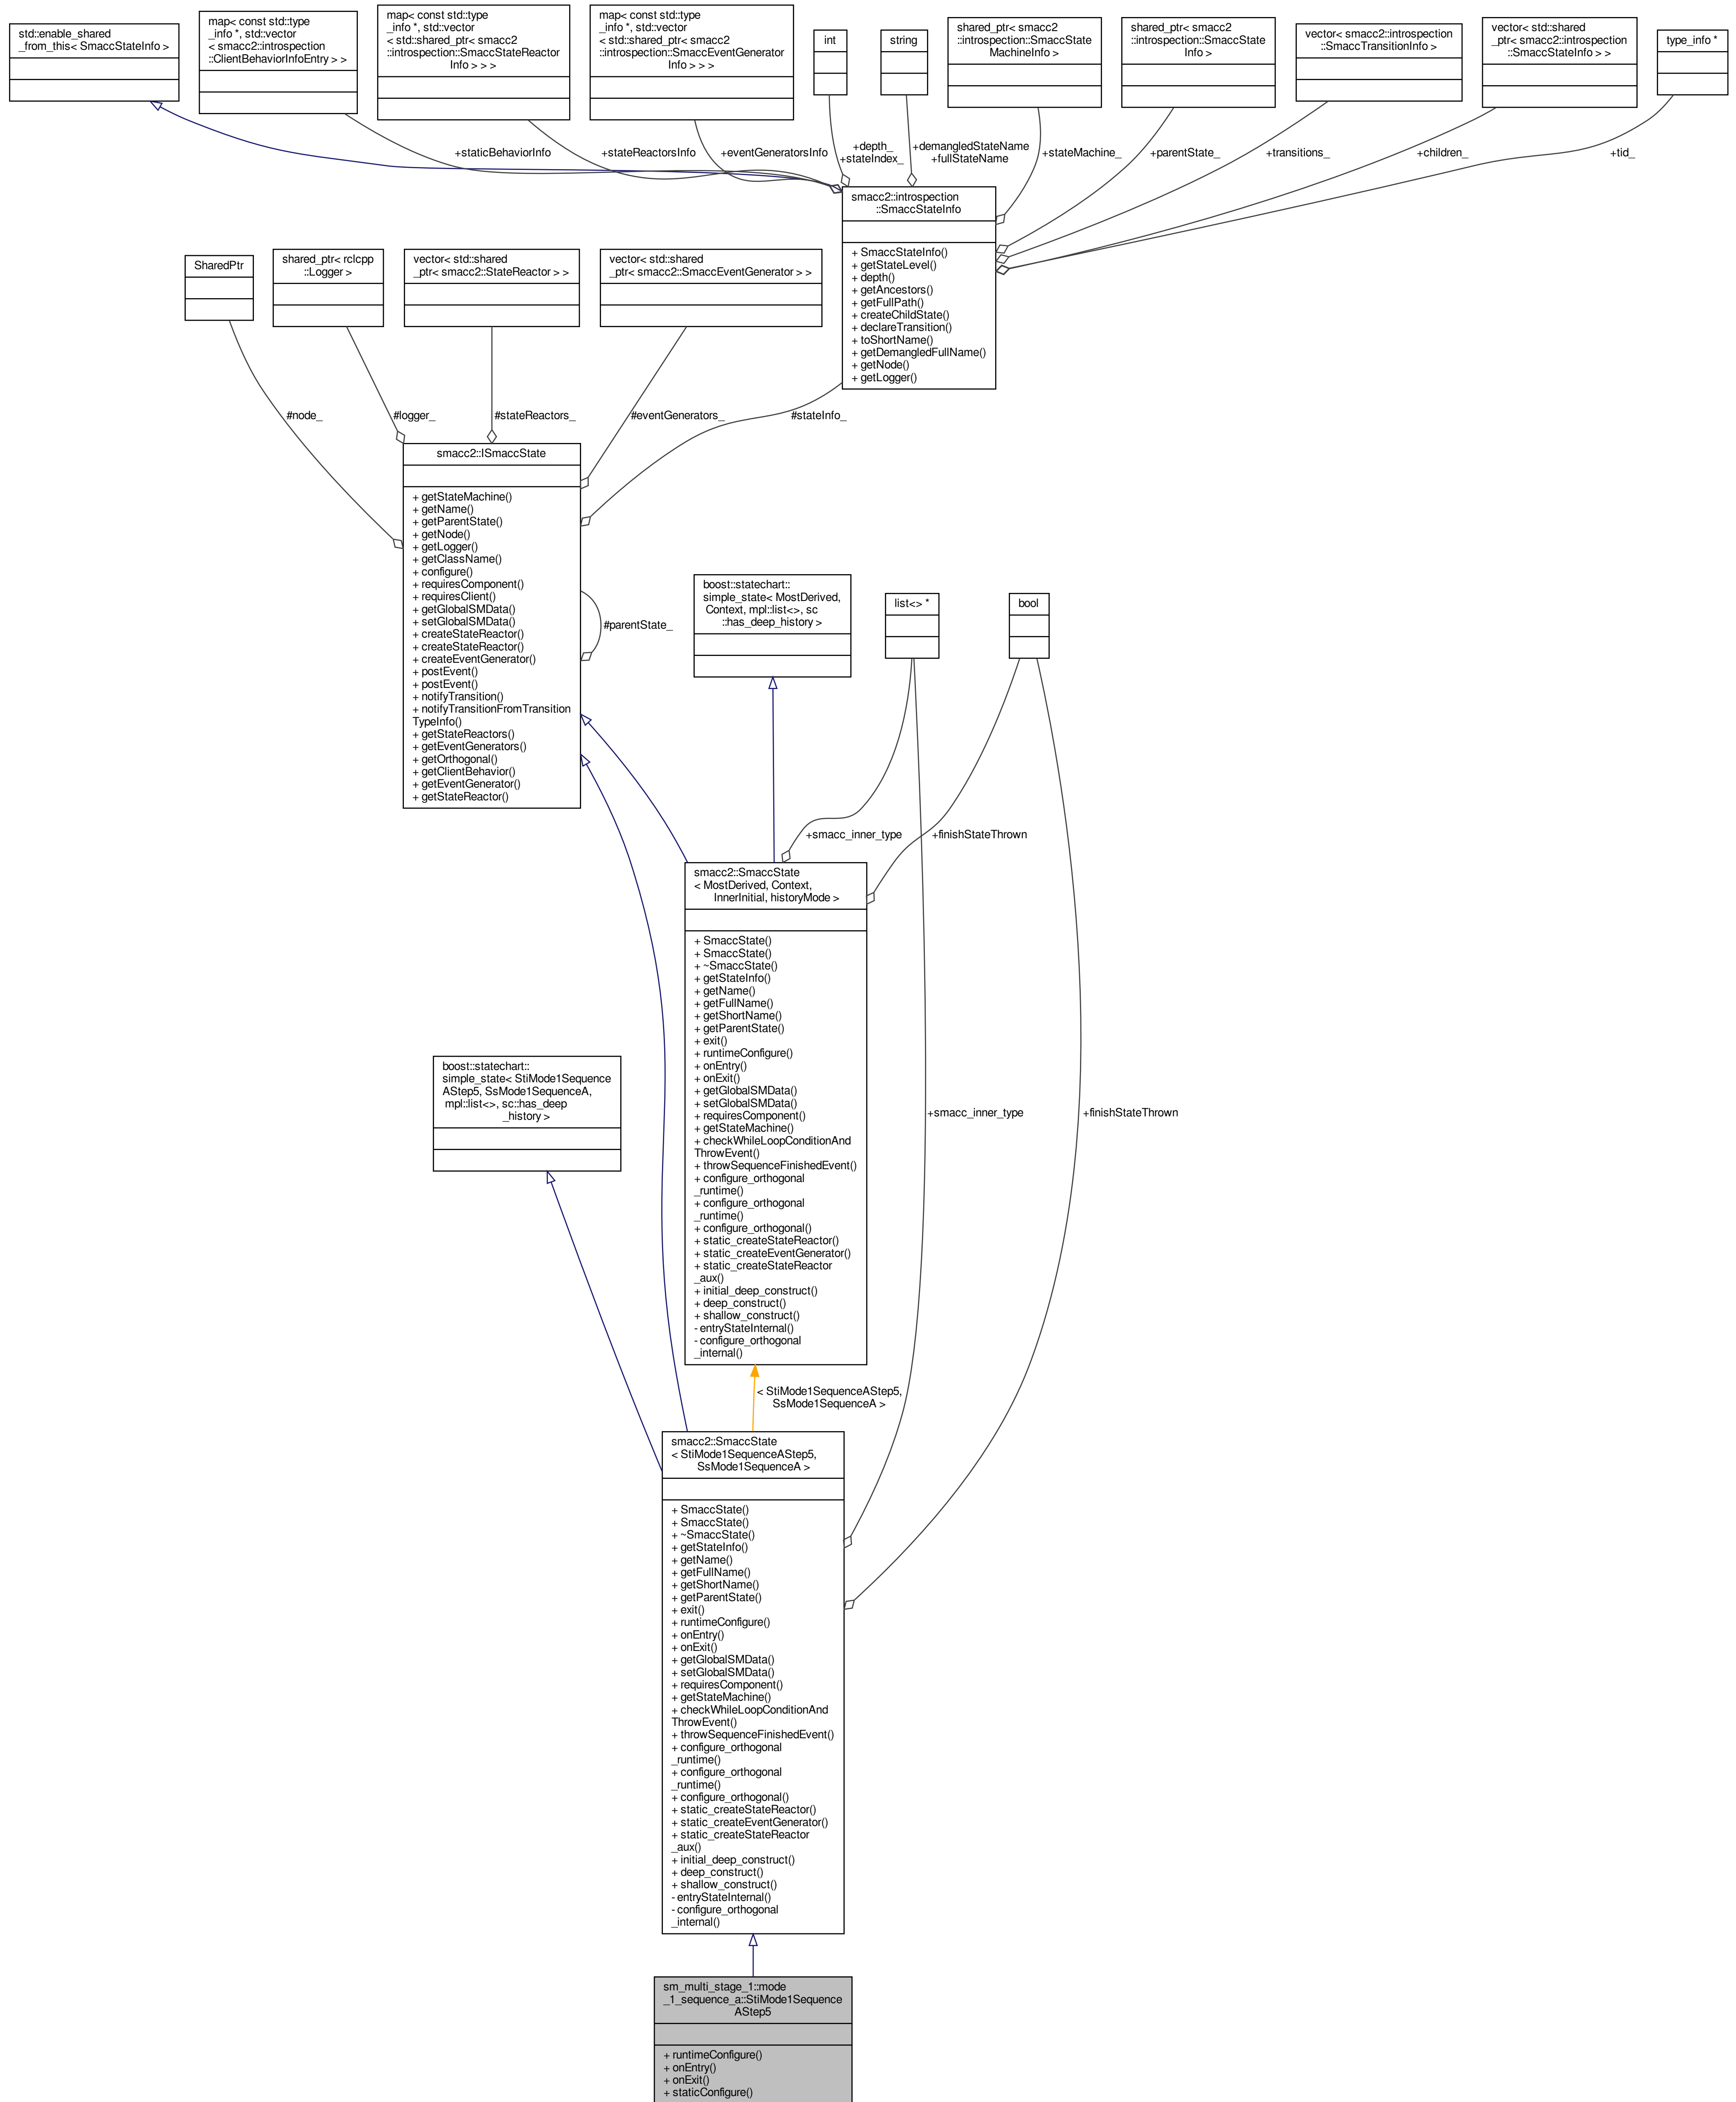 std::enable_shared
_from_this< SmaccStateInfo >
map< const std::type
_info *, std::vector
< smacc2::introspection
::ClientBehaviorInfoEntry > >
map< const std::type
_info *, std::vector
< std::shared_ptr< smacc2
::introspection::SmaccStateReactor
Info > > >
map< const std::type
_info *, std::vector
< std::shared_ptr< smacc2
::introspection::SmaccEventGenerator
Info > > >
int
string
shared_ptr< smacc2
::introspection::SmaccState
MachineInfo >
shared_ptr< smacc2
::introspection::SmaccState
Info >
vector< smacc2::introspection
::SmaccTransitionInfo >
vector< std::shared
_ptr< smacc2::introspection
::SmaccStateInfo > >
type_info *
+staticBehaviorInfo
+stateReactorsInfo
+eventGeneratorsInfo
+depth_
+stateIndex_
+demangledStateName
+fullStateName
+stateMachine_
+parentState_
+transitions_
+children_
+tid_
smacc2::introspection
::SmaccStateInfo
+ SmaccStateInfo()
+ getStateLevel()
+ depth()
+ getAncestors()
+ getFullPath()
+ createChildState()
+ declareTransition()
+ toShortName()
+ getDemangledFullName()
+ getNode()
+ getLogger()
SharedPtr
shared_ptr< rclcpp
::Logger >
vector< std::shared
_ptr< smacc2::StateReactor > >
vector< std::shared
_ptr< smacc2::SmaccEventGenerator > >
#node_
#logger_
#stateReactors_
#eventGenerators_
#stateInfo_
smacc2::ISmaccState
+ getStateMachine()
+ getName()
+ getParentState()
+ getNode()
+ getLogger()
+ getClassName()
+ configure()
+ requiresComponent()
+ requiresClient()
+ getGlobalSMData()
+ setGlobalSMData()
+ createStateReactor()
+ createStateReactor()
+ createEventGenerator()
+ postEvent()
+ postEvent()
+ notifyTransition()
+ notifyTransitionFromTransition
TypeInfo()
+ getStateReactors()
+ getEventGenerators()
+ getOrthogonal()
+ getClientBehavior()
+ getEventGenerator()
+ getStateReactor()
#parentState_
boost::statechart::
simple_state< MostDerived,
Context, mpl::list<>, sc
::has_deep_history >
list<> *
bool
+smacc_inner_type
+finishStateThrown
smacc2::SmaccState
< MostDerived, Context,
InnerInitial, historyMode >
+ SmaccState()
+ SmaccState()
+ ~SmaccState()
+ getStateInfo()
+ getName()
+ getFullName()
+ getShortName()
+ getParentState()
+ exit()
+ runtimeConfigure()
+ onEntry()
+ onExit()
+ getGlobalSMData()
+ setGlobalSMData()
+ requiresComponent()
+ getStateMachine()
+ checkWhileLoopConditionAnd
ThrowEvent()
+ throwSequenceFinishedEvent()
+ configure_orthogonal
_runtime()
+ configure_orthogonal
_runtime()
+ configure_orthogonal()
+ static_createStateReactor()
+ static_createEventGenerator()
+ static_createStateReactor
_aux()
+ initial_deep_construct()
+ deep_construct()
+ shallow_construct()
- entryStateInternal()
- configure_orthogonal
_internal()
boost::statechart::
simple_state< StiMode1Sequence
AStep5, SsMode1SequenceA,
mpl::list<>, sc::has_deep
_history >
+smacc_inner_type
+finishStateThrown
< StiMode1SequenceAStep5,
SsMode1SequenceA >
smacc2::SmaccState
< StiMode1SequenceAStep5,
SsMode1SequenceA >
+ SmaccState()
+ SmaccState()
+ ~SmaccState()
+ getStateInfo()
+ getName()
+ getFullName()
+ getShortName()
+ getParentState()
+ exit()
+ runtimeConfigure()
+ onEntry()
+ onExit()
+ getGlobalSMData()
+ setGlobalSMData()
+ requiresComponent()
+ getStateMachine()
+ checkWhileLoopConditionAnd
ThrowEvent()
+ throwSequenceFinishedEvent()
+ configure_orthogonal
_runtime()
+ configure_orthogonal
_runtime()
+ configure_orthogonal()
+ static_createStateReactor()
+ static_createEventGenerator()
+ static_createStateReactor
_aux()
+ initial_deep_construct()
+ deep_construct()
+ shallow_construct()
- entryStateInternal()
- configure_orthogonal
_internal()
sm_multi_stage_1::mode
_1_sequence_a::StiMode1Sequence
AStep5
+ runtimeConfigure()
+ onEntry()
+ onExit()
+ staticConfigure()